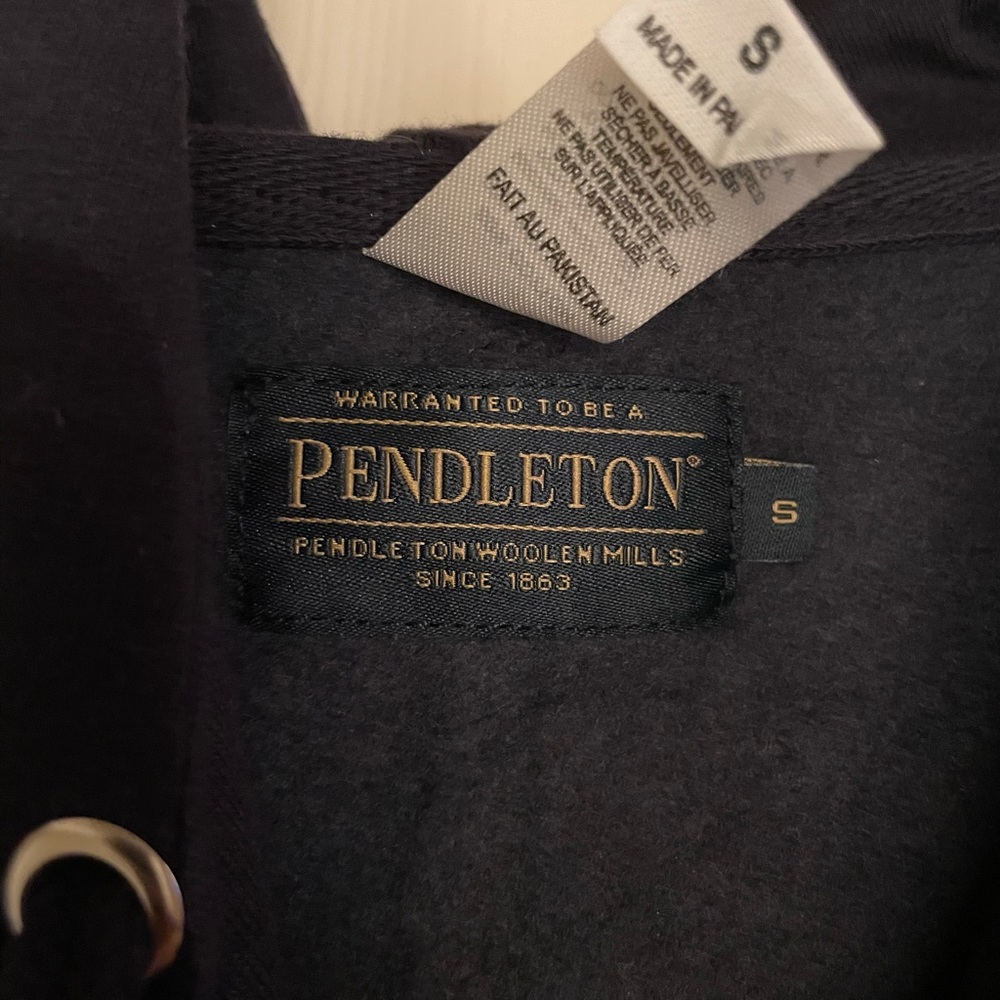 S
MADE IN PA
NE PAS JAVELLISER
SÉCHER À BASSE
TEMPÉRATURE
NE PAS UTILISER DE FER
SUR L'APPLIQUÉE
FAIT AU PAKISTAN
WARRANTED TO BE A
PENDLETON®
S
PENDLETON WOOLEN MILLS
SINCE 1863